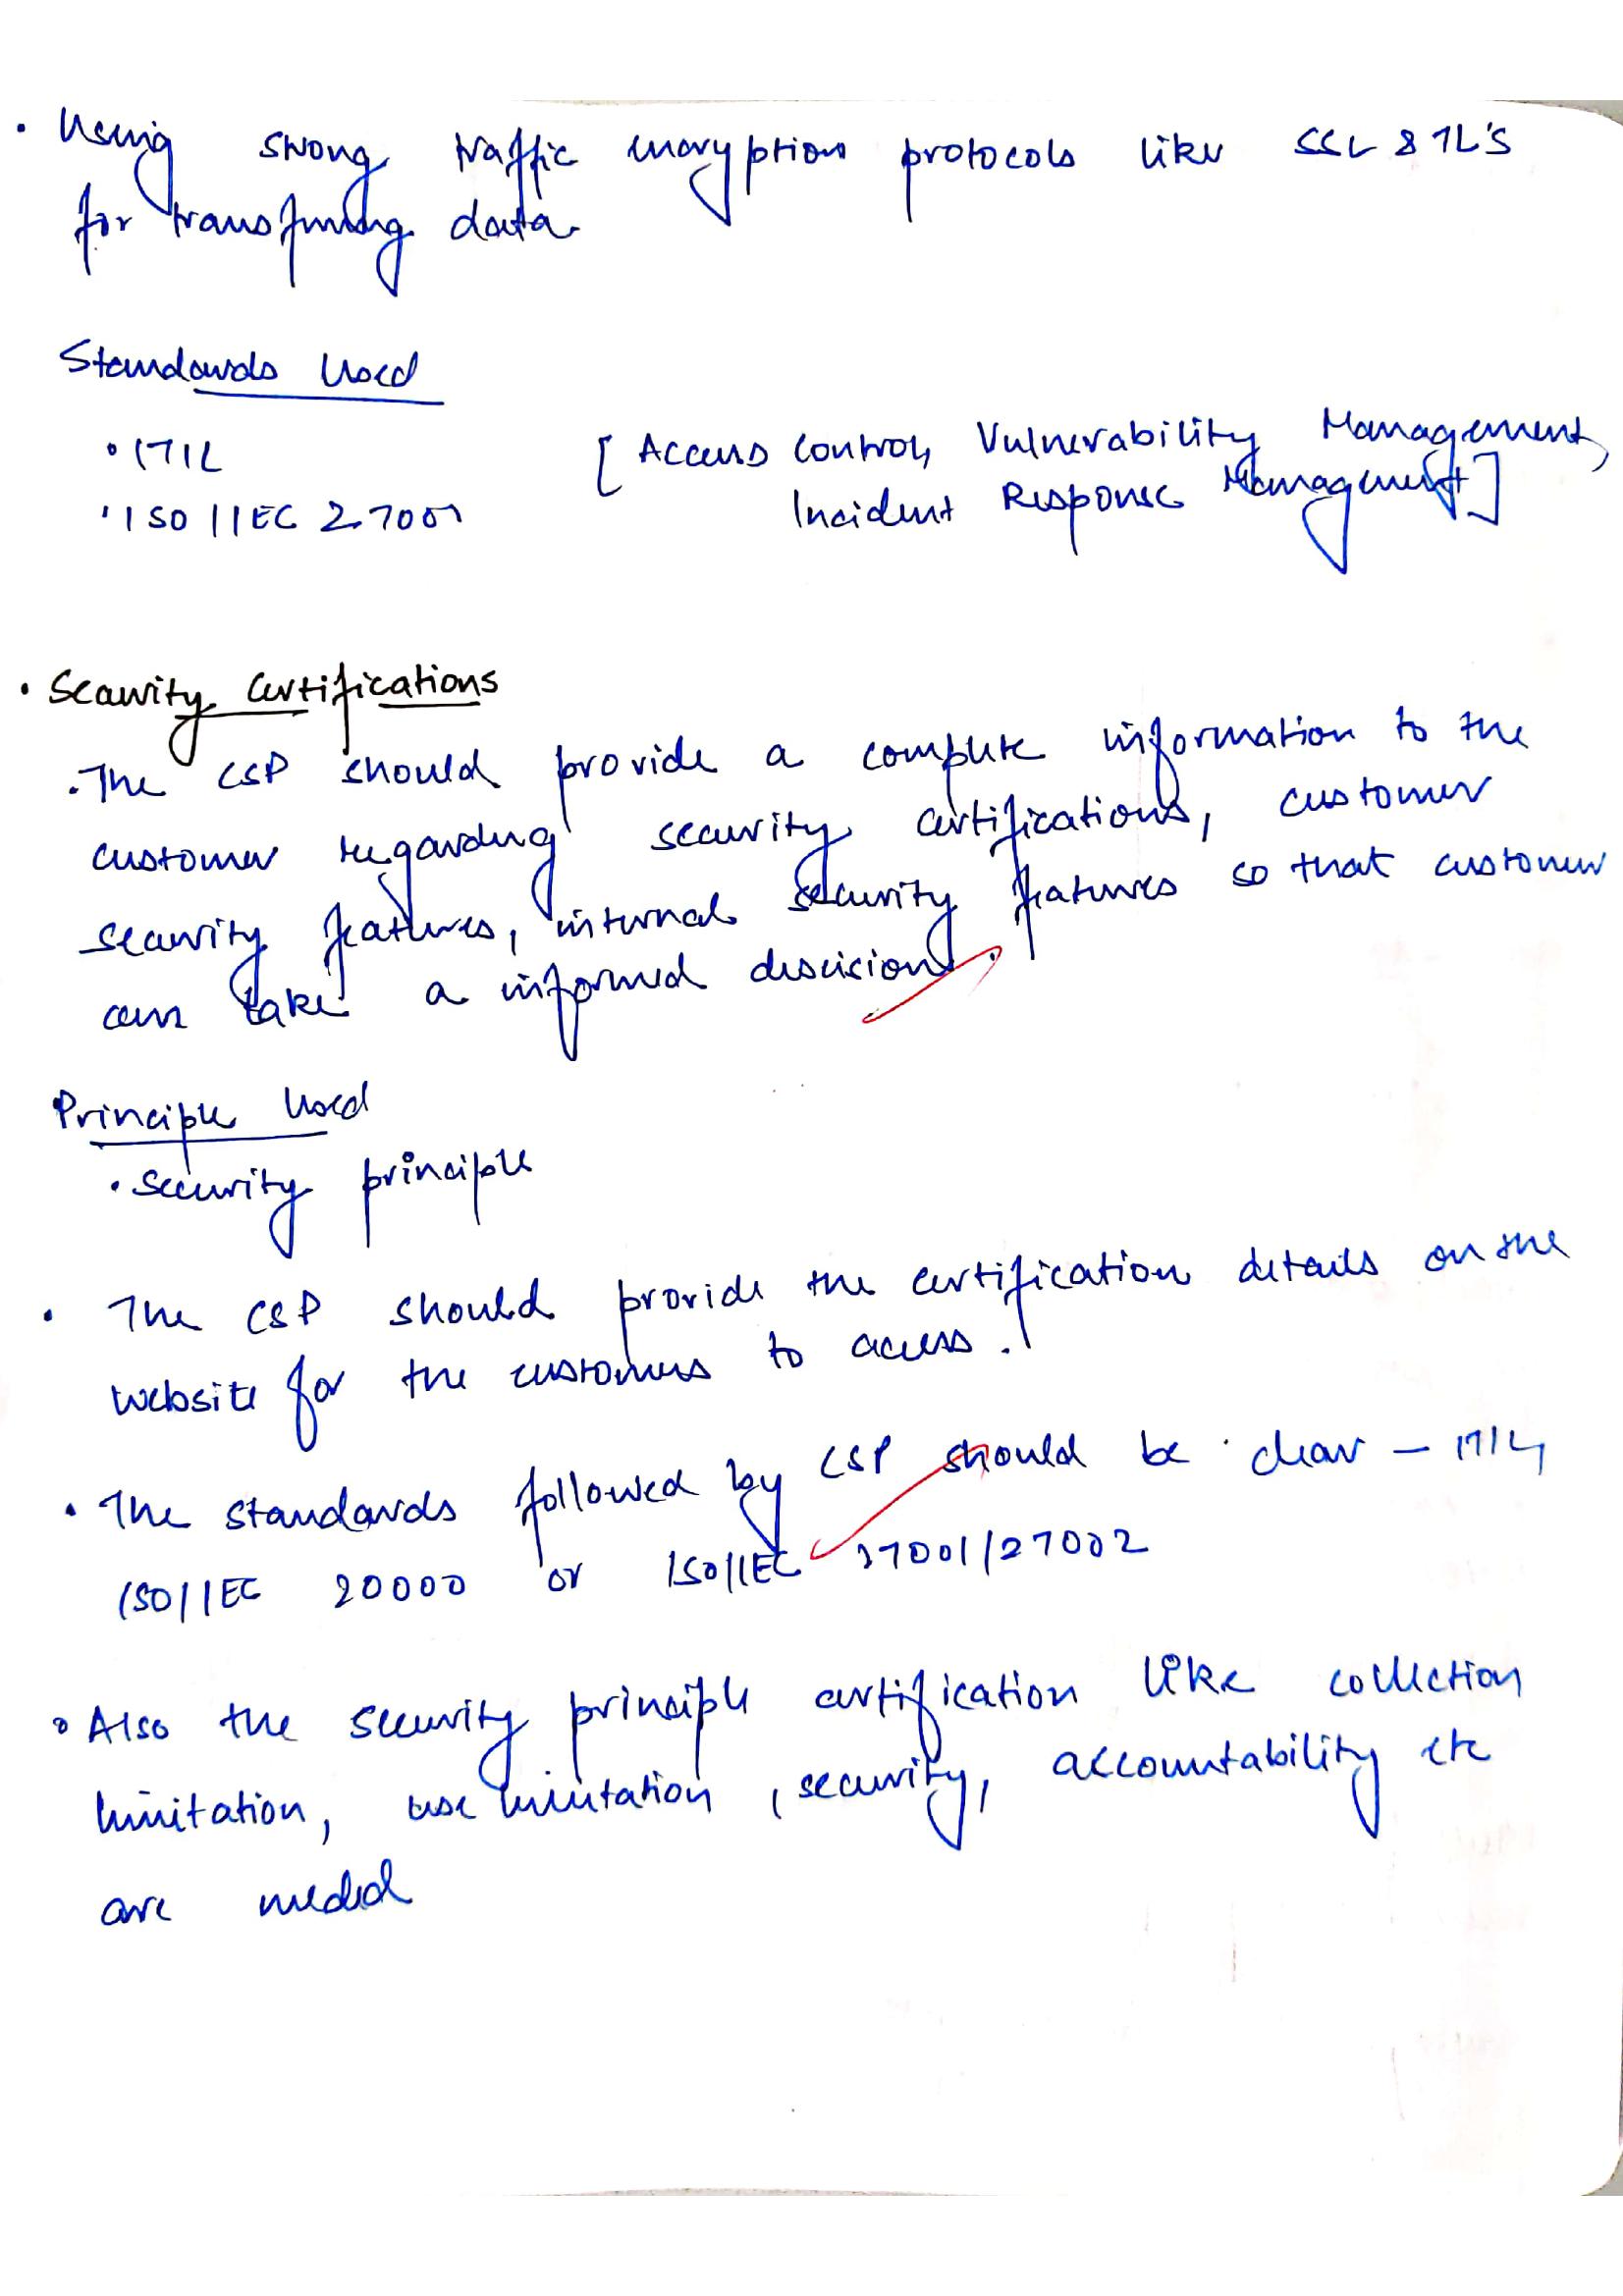 • Using strong traffic encryption protocols like SSL & TL'S
for transferring data
Standards Used
• ITIL [Access control, Vulnerability Management,
• ISO/IEC 27001 Incident Response Management]
• Security Certifications
• The CSP should provide a complete information to the
customer regarding security certifications, customer
security features, internal security features so that customer
can take a informed descision.
Principle Used
• Security principle
• The CSP should provide the certification details on the
website for the customers to access.
• The standards followed by CSP should be clear – ITIL,
ISO/IEC 20000 or ISO/IEC 27001/27002
• Also the security principle certification like collection
limitation, use limitation, security, accountability etc
are needed